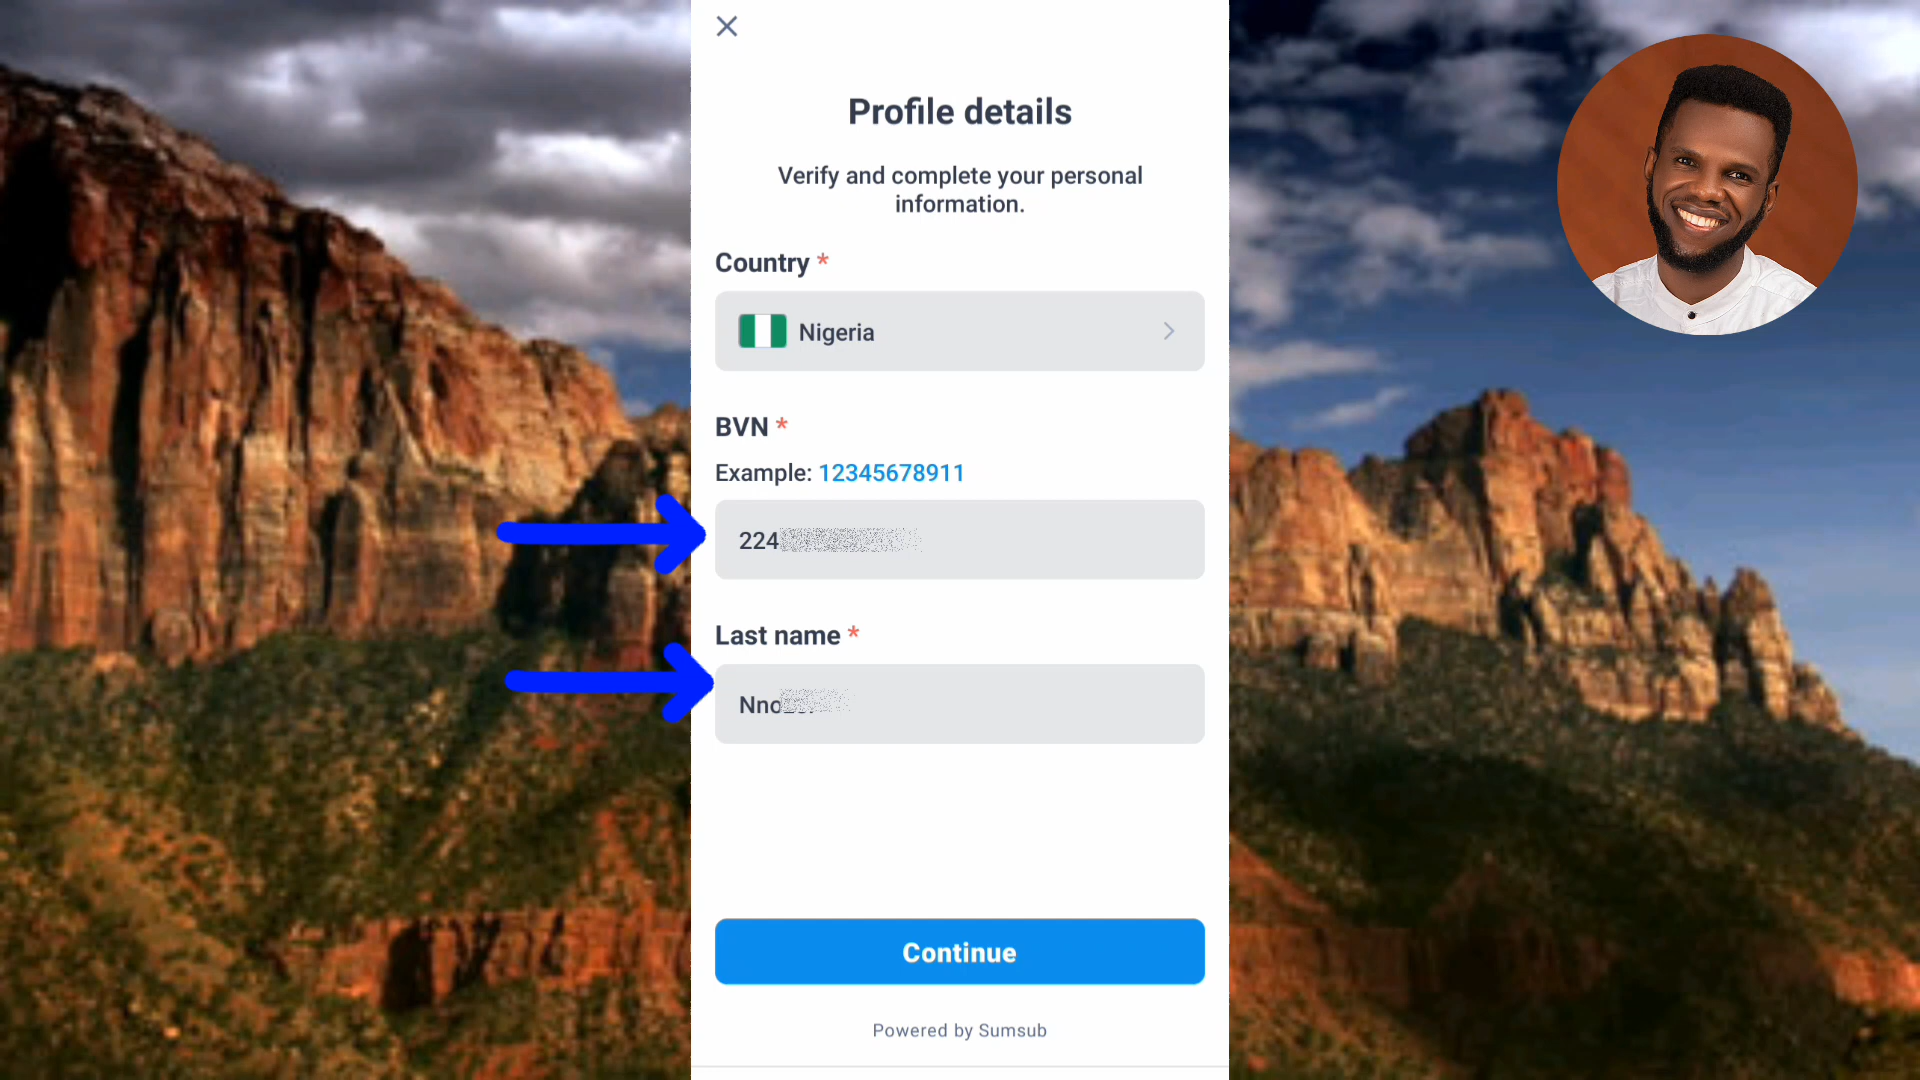 Profile details
Verify and complete your personal
information.
Country *
Nigeria
BVN *
Example: 12345678911
224
Last name *
Nno
Continue
Powered by Sumsub